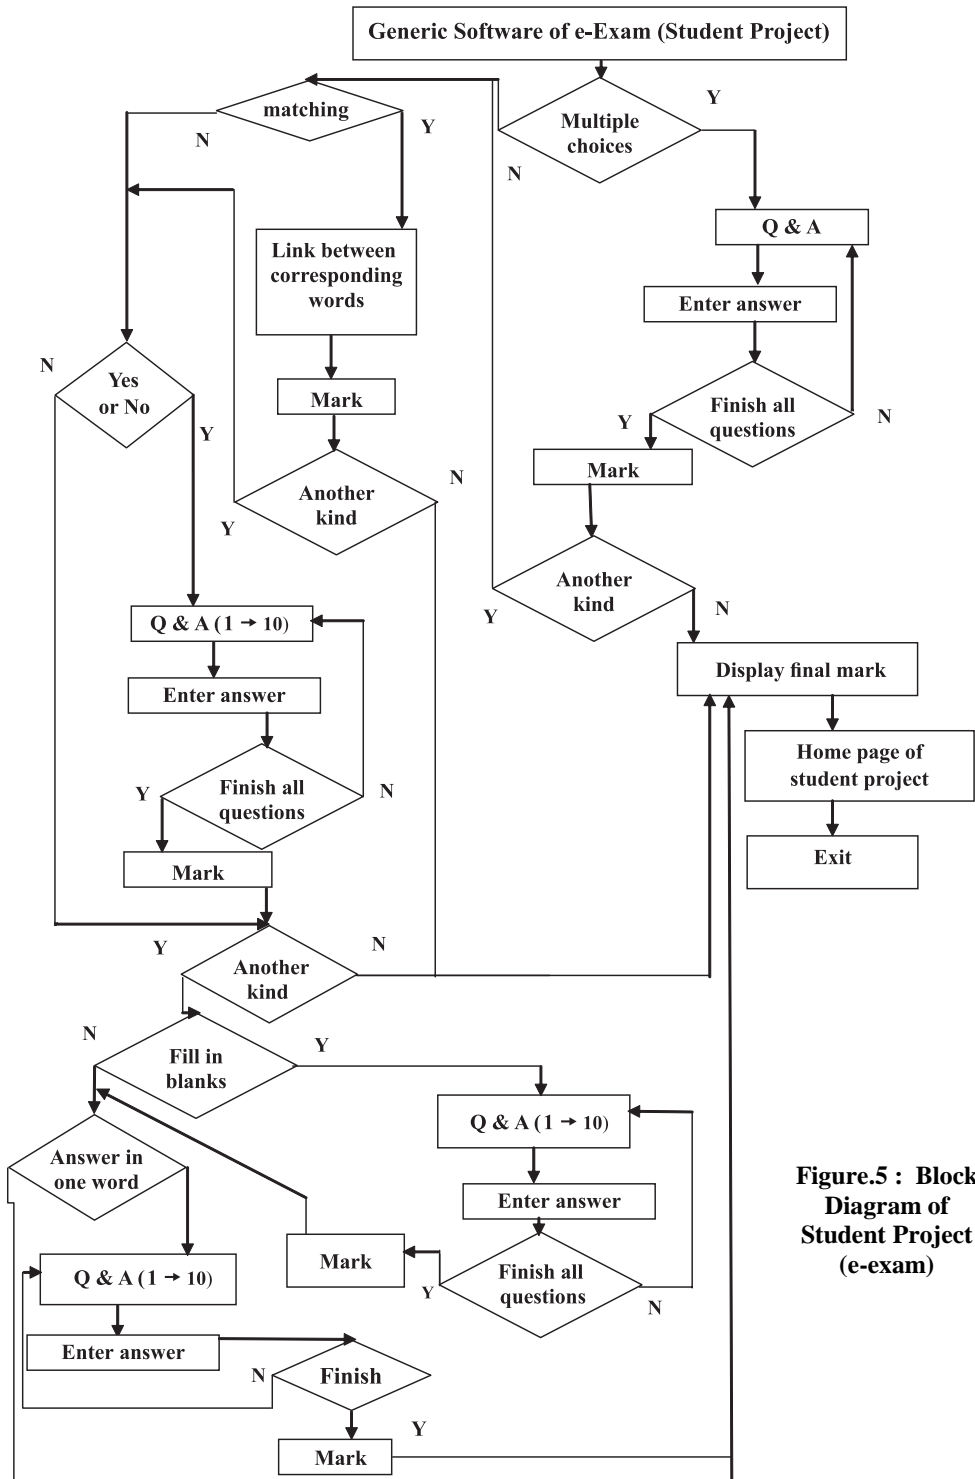 Generic Software of e-Exam (Student Project)
matching
Y
N
Multiple
choices
Y
N
Q & A
Link between
corresponding
words
Enter answer
N
Yes
or No
Y
Mark
Finish all
questions
Y
N
Mark
Another
kind
N
Y
Another
kind
Y
N
Q & A (1 → 10)
Display final mark
Enter answer
Home page of
student project
Finish all
questions
Y
N
Exit
Mark
Y
N
Another
kind
N
Fill in
blanks
Y
Q & A (1 → 10)
Answer in
one word
Enter answer
Figure.5 : Block
Diagram of
Student Project
(e-exam)
Mark
Finish all
questions
Y
N
Q & A (1 → 10)
Enter answer
N
Finish
Y
Mark